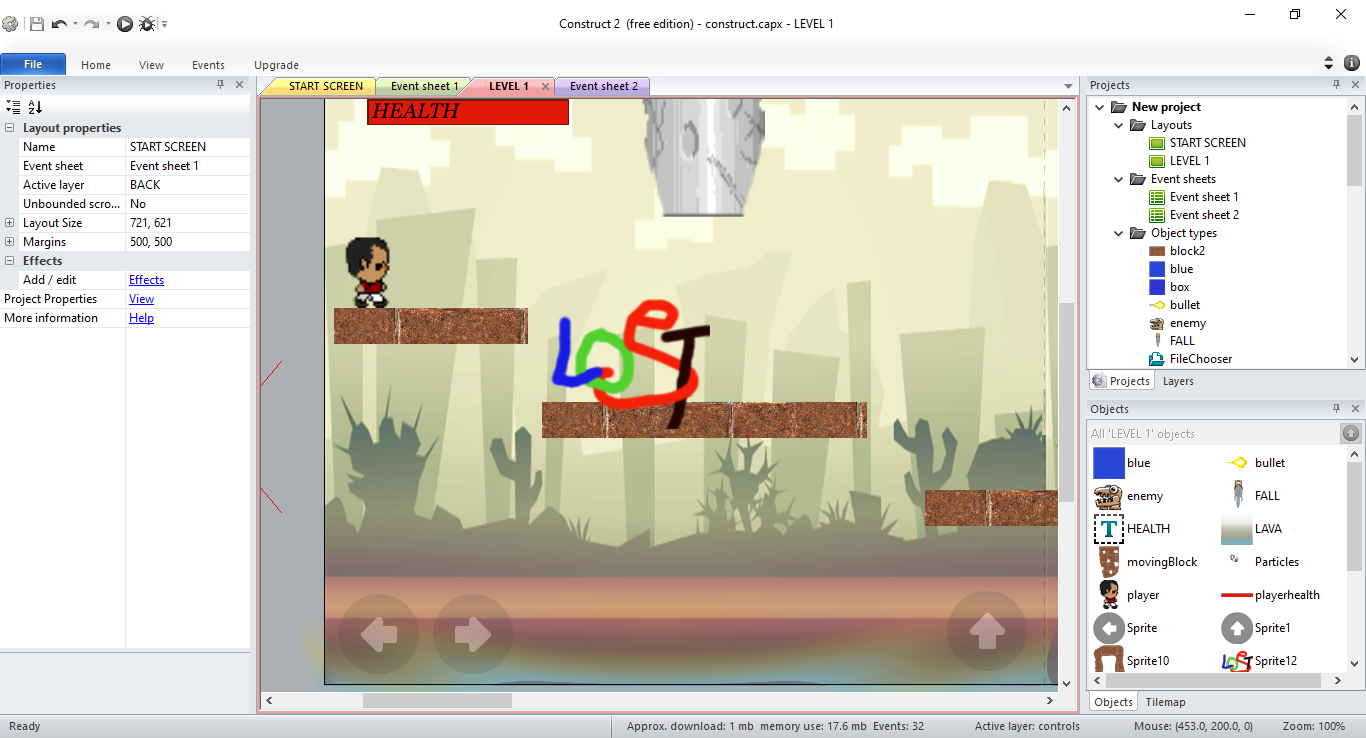 Construct 2 (free edition) - construct.capx - LEVEL 1
File Home View Events Upgrade
Properties
Layout properties
Name START SCREEN
Event sheet Event sheet 1
Active layer BACK
Unbounded scro... No
Layout Size 721, 621
Margins 500, 500
Effects
Add / edit Effects
Project Properties View
More information Help
START SCREEN Event sheet 1 LEVEL 1 Event sheet 2
HEALTH
LOST
Projects
New project
Layouts
START SCREEN
LEVEL 1
Event sheets
Event sheet 1
Event sheet 2
Object types
block2
blue
box
bullet
enemy
FALL
FileChooser
Projects Layers
Objects
All 'LEVEL 1' objects
blue bullet
enemy FALL
T HEALTH LAVA
movingBlock Particles
player playerhealth
Sprite Sprite1
Sprite10 LOST Sprite12
Objects Tilemap
Ready Approx. download: 1 mb memory use: 17.6 mb Events: 32 Active layer: controls Mouse: (453.0, 200.0, 0) Zoom: 100%